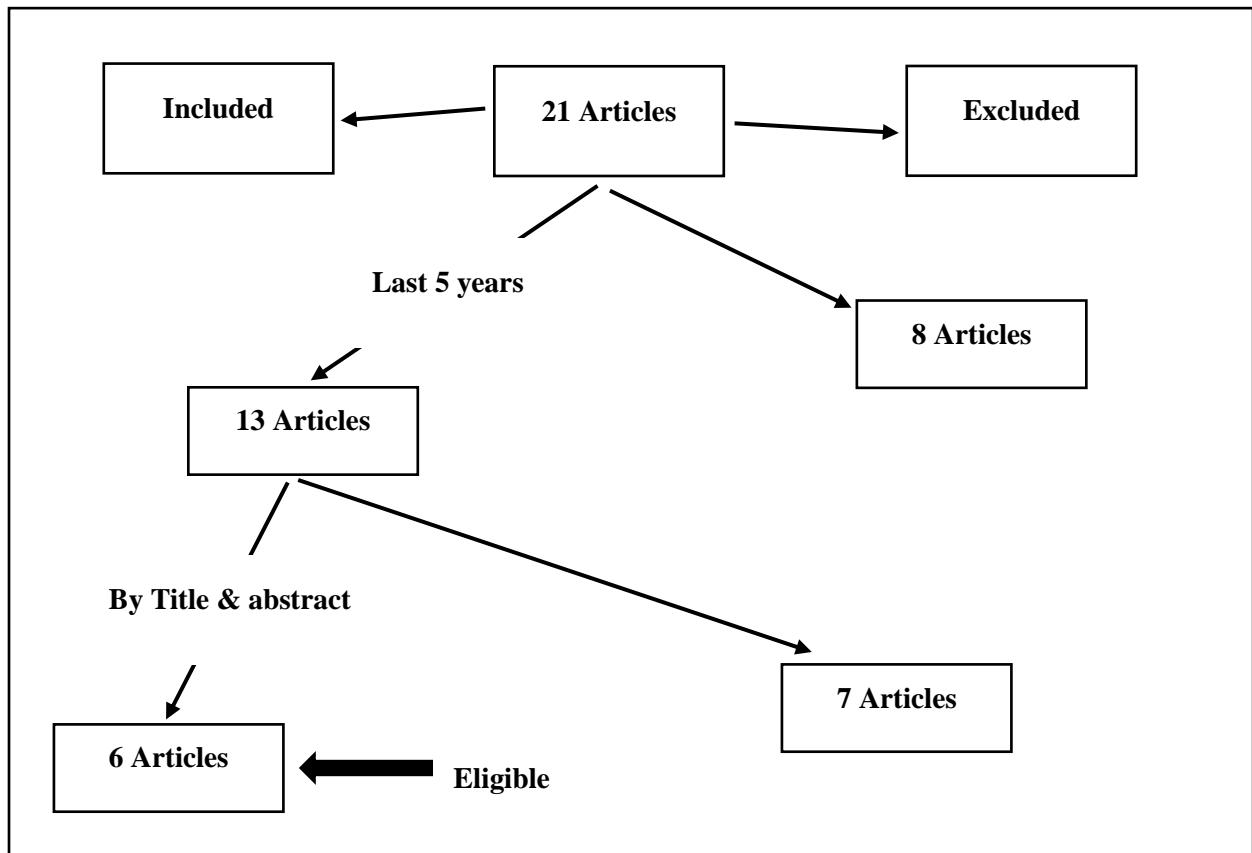 Included
21 Articles
Excluded
Last 5 years
8 Articles
13 Articles
By Title & abstract
7 Articles
6 Articles
Eligible